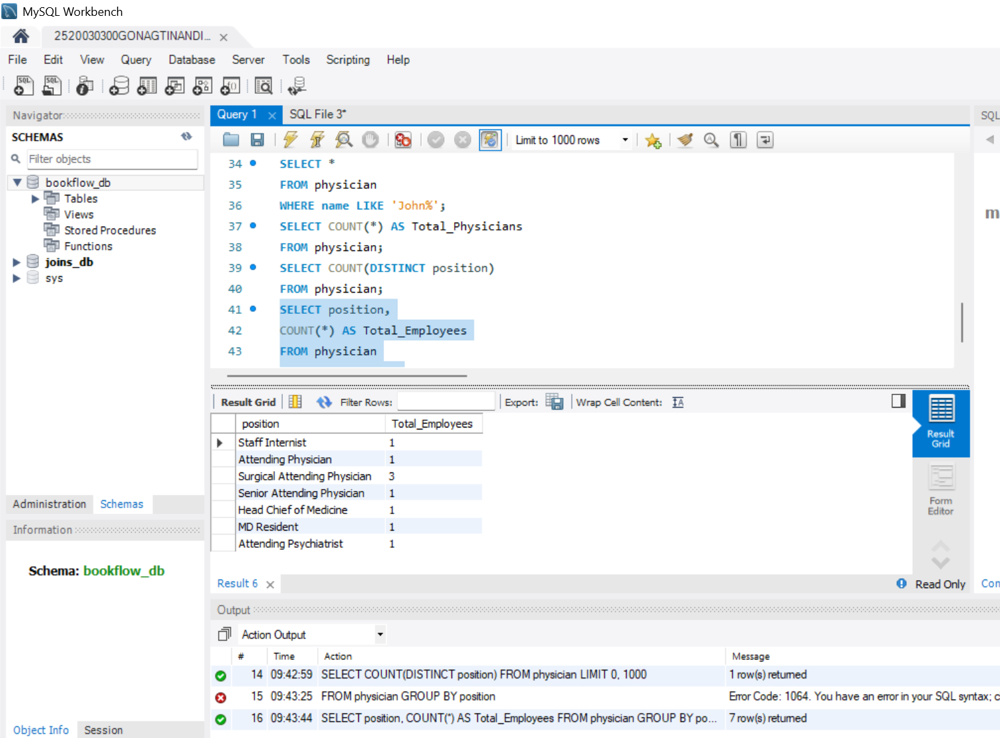 MySQL Workbench
2520030300GONAGTINANDI...
File Edit View Query Database Server Tools Scripting Help
Navigator
SCHEMAS
Filter objects
bookflow_db
Tables
Views
Stored Procedures
Functions
joins_db
sys
Administration Schemas
Information
Schema: bookflow_db
Object Info Session
Query 1 SQL File 3*
Limit to 1000 rows
34 SELECT *
35 FROM physician
36 WHERE name LIKE 'John%';
37 SELECT COUNT(*) AS Total_Physicians
38 FROM physician;
39 SELECT COUNT(DISTINCT position)
40 FROM physician;
41 SELECT position,
42 COUNT(*) AS Total_Employees
43 FROM physician
Result Grid Filter Rows: Export: Wrap Cell Content:
position Total_Employees
Staff Internist 1
Attending Physician 1
Surgical Attending Physician 3
Senior Attending Physician 1
Head Chief of Medicine 1
MD Resident 1
Attending Psychiatrist 1
Result Grid
Form Editor
Result 6 Read Only
Output
Action Output
# Time Action Message
14 09:42:59 SELECT COUNT(DISTINCT position) FROM physician LIMIT 0, 1000 1 row(s) returned
15 09:43:25 FROM physician GROUP BY position Error Code: 1064. You have an error in your SQL syntax; c
16 09:43:44 SELECT position, COUNT(*) AS Total_Employees FROM physician GROUP BY po... 7 row(s) returned
SQL
m
Con